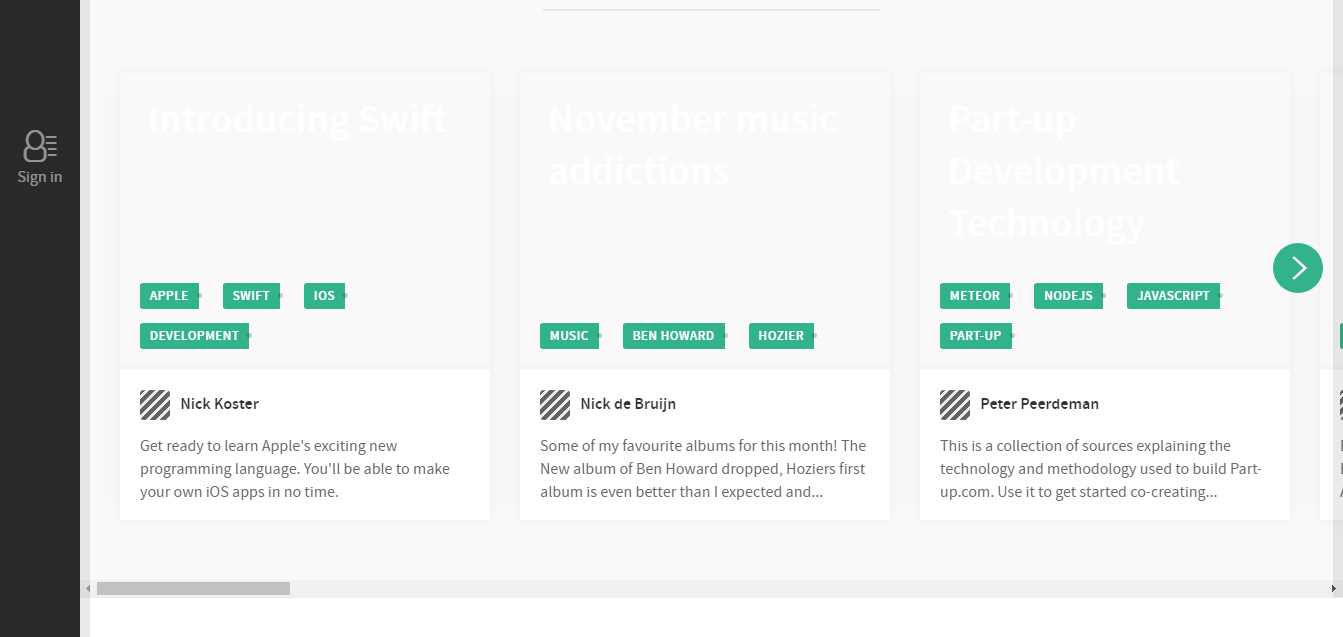 Sign in
Introducing Swift
APPLE SWIFT IOS
DEVELOPMENT
Nick Koster
Get ready to learn Apple's exciting new
programming language. You'll be able to make
your own iOS apps in no time.
November music
addictions
MUSIC BEN HOWARD HOZIER
Nick de Bruijn
Some of my favourite albums for this month! The
New album of Ben Howard dropped, Hoziers first
album is even better than I expected and...
Part-up
Development
Technology
METEOR NODEJS JAVASCRIPT
PART-UP
Peter Peerdeman
This is a collection of sources explaining the
technology and methodology used to build Part-
up.com. Use it to get started co-creating...